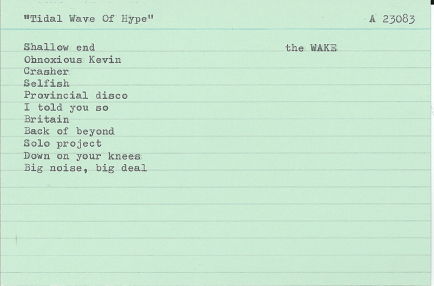 "Tidal Wave Of Hype" A 23083
Shallow end the WAKE
Obnoxious Kevin
Crasher
Selfish
Provincial disco
I told you so
Britain
Back of beyond
Solo project
Down on your knees
Big noise, big deal